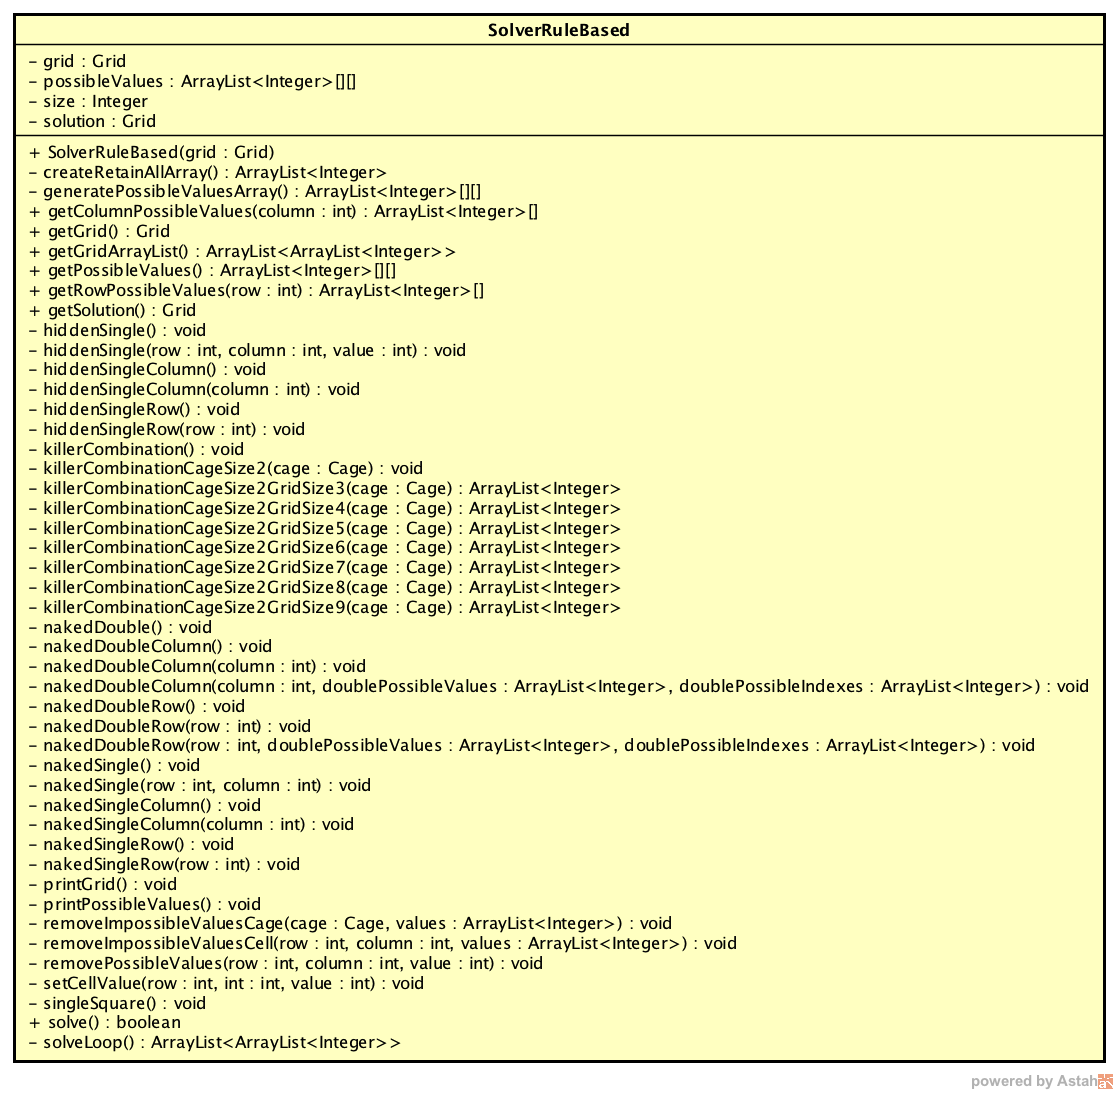 SolverRuleBased
- grid : Grid
- possibleValues : ArrayList<Integer>[][]
- size : Integer
- solution : Grid
+ SolverRuleBased(grid : Grid)
- createRetainAllArray() : ArrayList<Integer>
- generatePossibleValuesArray() : ArrayList<Integer>[][]
+ getColumnPossibleValues(column : int) : ArrayList<Integer>[]
+ getGrid() : Grid
+ getGridArrayList() : ArrayList<ArrayList<Integer>>
+ getPossibleValues() : ArrayList<Integer>[][]
+ getRowPossibleValues(row : int) : ArrayList<Integer>[]
+ getSolution() : Grid
- hiddenSingle() : void
- hiddenSingle(row : int, column : int, value : int) : void
- hiddenSingleColumn() : void
- hiddenSingleColumn(column : int) : void
- hiddenSingleRow() : void
- hiddenSingleRow(row : int) : void
- killerCombination() : void
- killerCombinationCageSize2(cage : Cage) : void
- killerCombinationCageSize2GridSize3(cage : Cage) : ArrayList<Integer>
- killerCombinationCageSize2GridSize4(cage : Cage) : ArrayList<Integer>
- killerCombinationCageSize2GridSize5(cage : Cage) : ArrayList<Integer>
- killerCombinationCageSize2GridSize6(cage : Cage) : ArrayList<Integer>
- killerCombinationCageSize2GridSize7(cage : Cage) : ArrayList<Integer>
- killerCombinationCageSize2GridSize8(cage : Cage) : ArrayList<Integer>
- killerCombinationCageSize2GridSize9(cage : Cage) : ArrayList<Integer>
- nakedDouble() : void
- nakedDoubleColumn() : void
- nakedDoubleColumn(column : int) : void
- nakedDoubleColumn(column : int, doublePossibleValues : ArrayList<Integer>, doublePossibleIndexes : ArrayList<Integer>) : void
- nakedDoubleRow() : void
- nakedDoubleRow(row : int) : void
- nakedDoubleRow(row : int, doublePossibleValues : ArrayList<Integer>, doublePossibleIndexes : ArrayList<Integer>) : void
- nakedSingle() : void
- nakedSingle(row : int, column : int) : void
- nakedSingleColumn() : void
- nakedSingleColumn(column : int) : void
- nakedSingleRow() : void
- nakedSingleRow(row : int) : void
- printGrid() : void
- printPossibleValues() : void
- removeImpossibleValuesCage(cage : Cage, values : ArrayList<Integer>) : void
- removeImpossibleValuesCell(row : int, column : int, values : ArrayList<Integer>) : void
- removePossibleValues(row : int, column : int, value : int) : void
- setCellValue(row : int, int : int, value : int) : void
- singleSquare() : void
+ solve() : boolean
- solveLoop() : ArrayList<ArrayList<Integer>>
powered by Astah